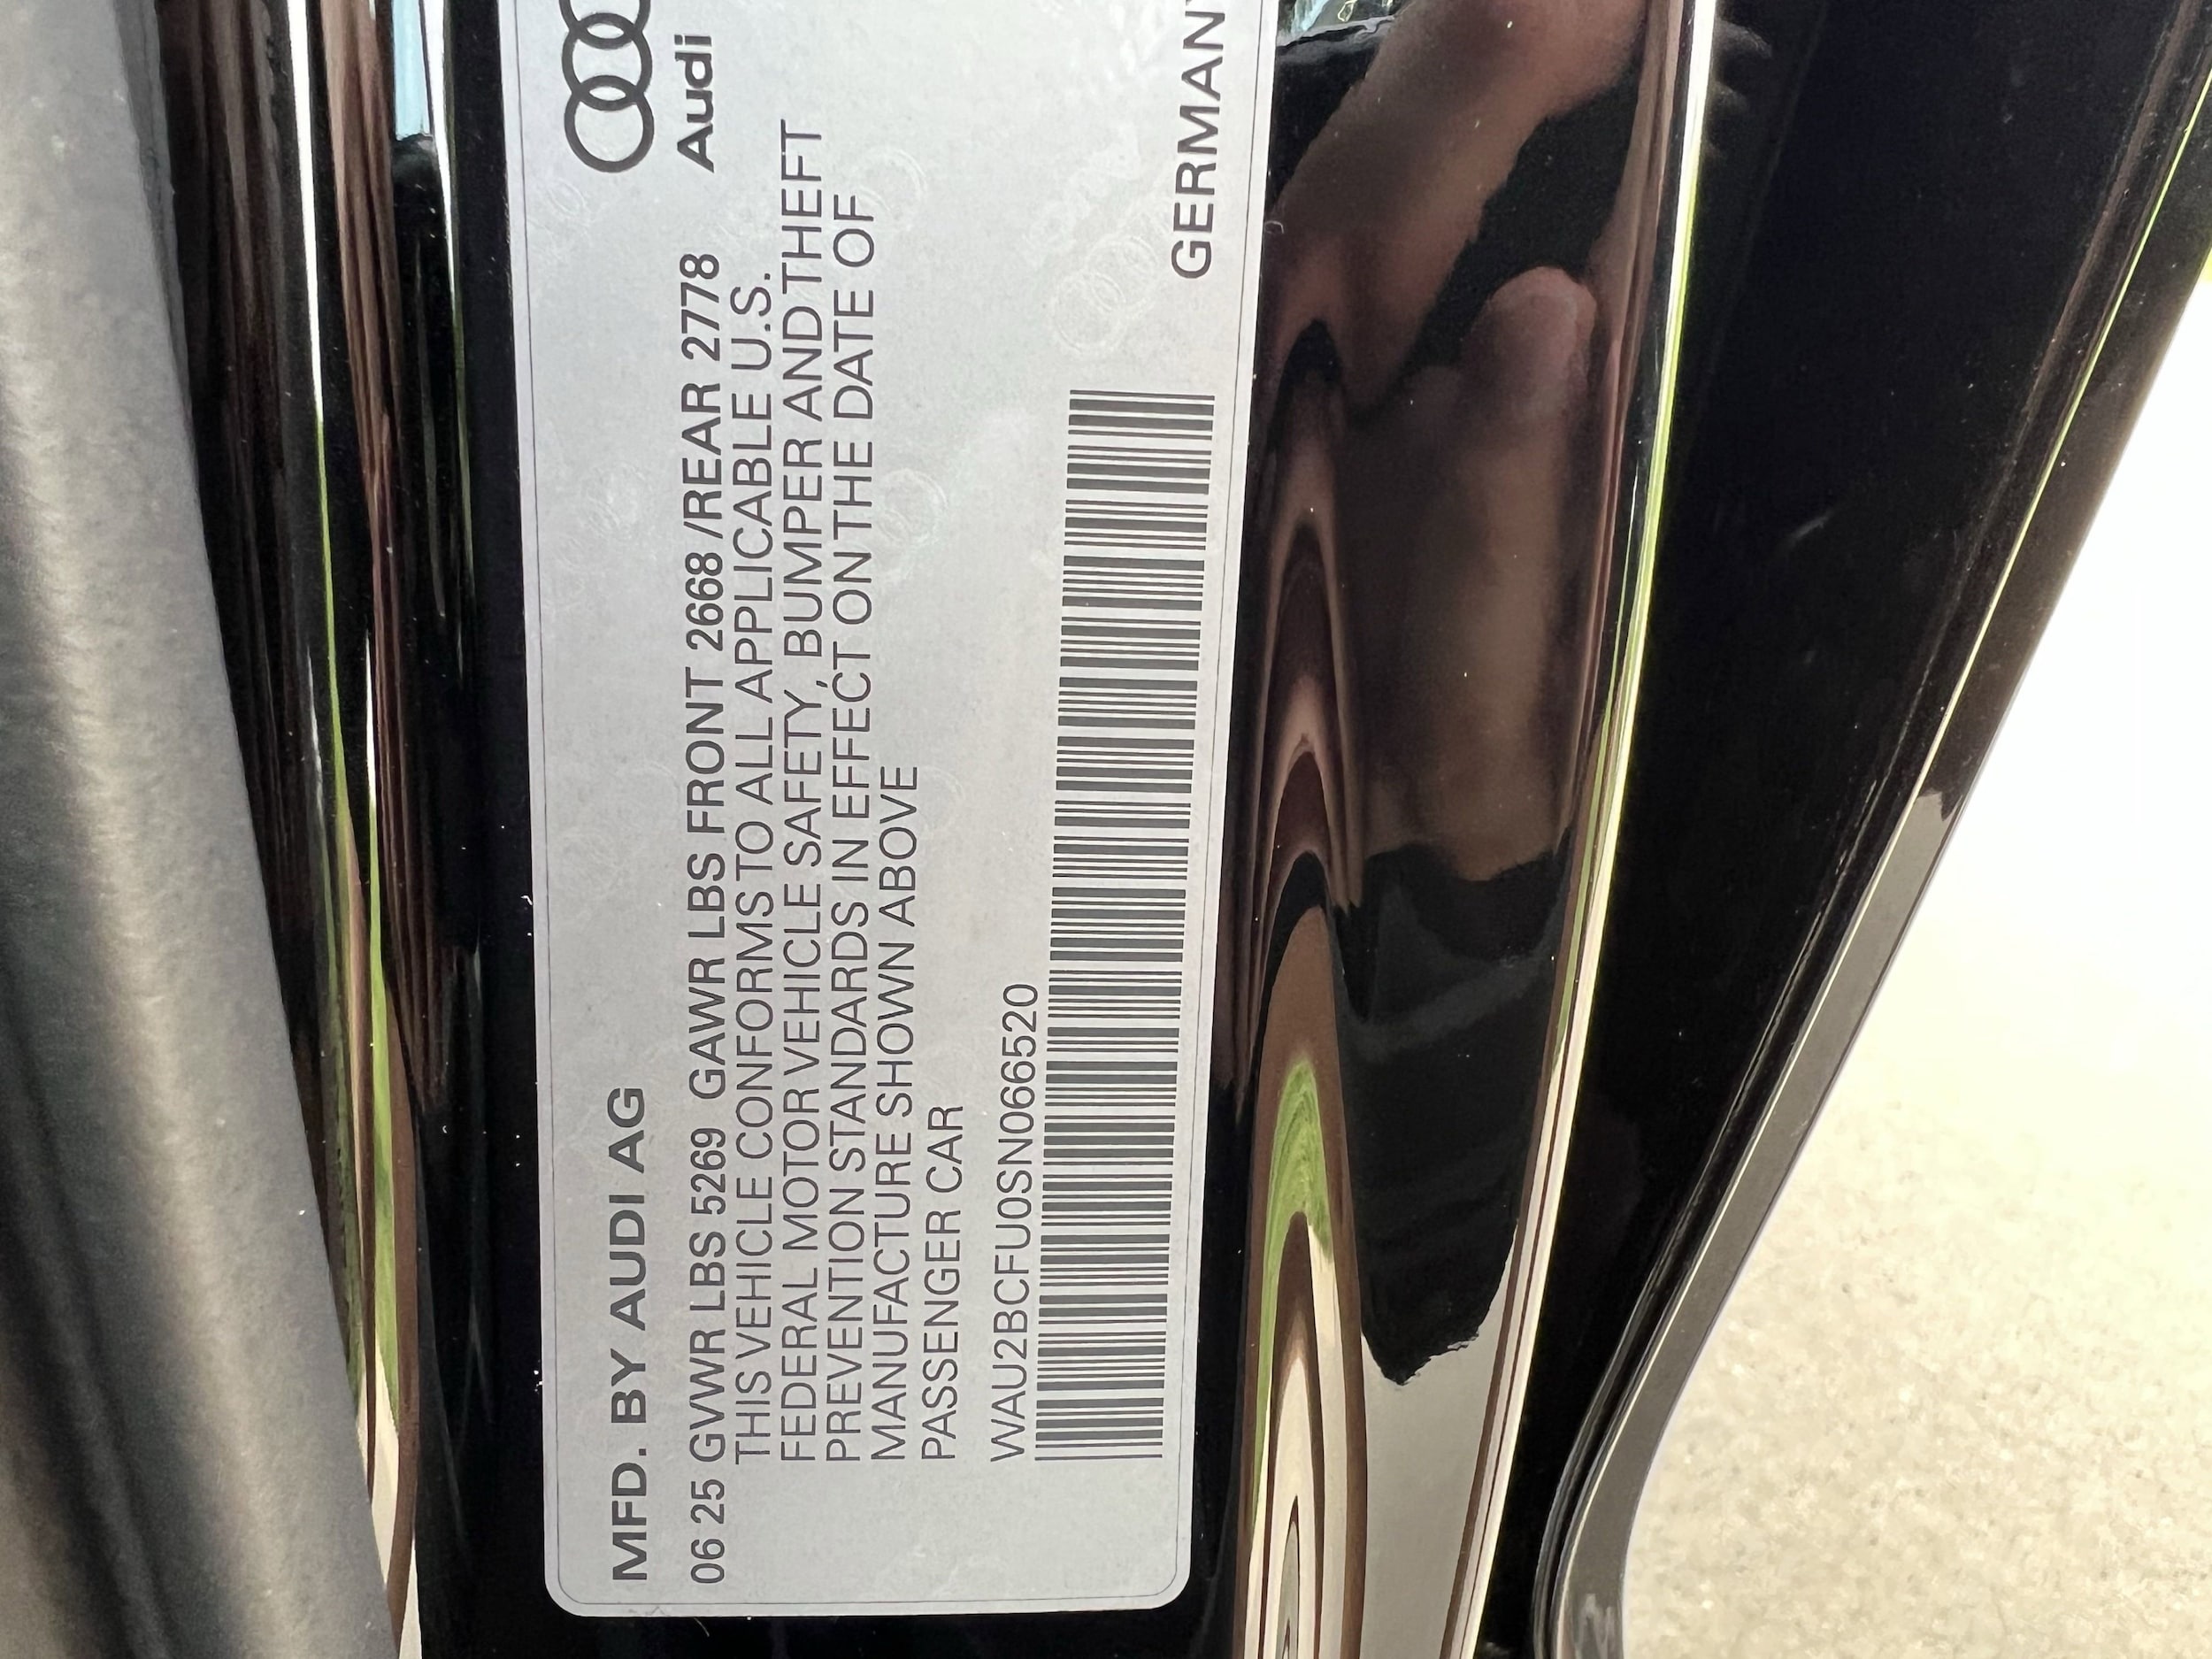 Audi
MFD. BY AUDI AG
06 25 GVWR LBS 5269 GAWR LBS FRONT 2668 /REAR 2778
THIS VEHICLE CONFORMS TO ALL APPLICABLE U.S.
FEDERAL MOTOR VEHICLE SAFETY, BUMPER AND THEFT
PREVENTION STANDARDS IN EFFECT ON THE DATE OF
MANUFACTURE SHOWN ABOVE
PASSENGER CAR
WAU2BCFU0SN066520
GERMANY